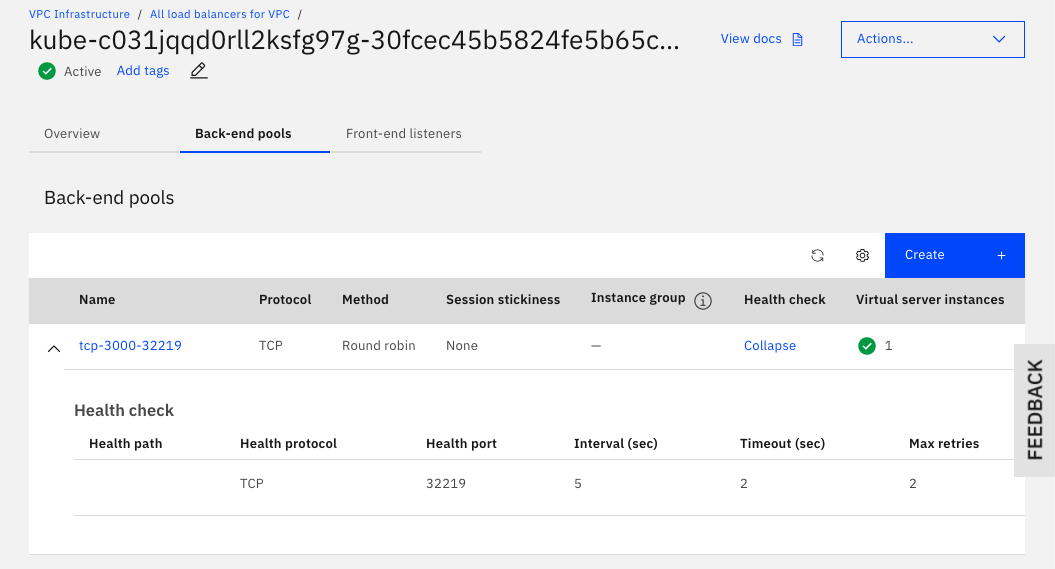 VPC Infrastructure / All load balancers for VPC /
kube-c031jqqd0rll2ksfg97g-30fcec45b5824fe5b65c...
View docs
Actions...
Active Add tags
Overview Back-end pools Front-end listeners
Back-end pools
Create +
Name Protocol Method Session stickiness Instance group Health check Virtual server instances
tcp-3000-32219 TCP Round robin None — Collapse 1
FEEDBACK
Health check
Health path Health protocol Health port Interval (sec) Timeout (sec) Max retries
TCP 32219 5 2 2